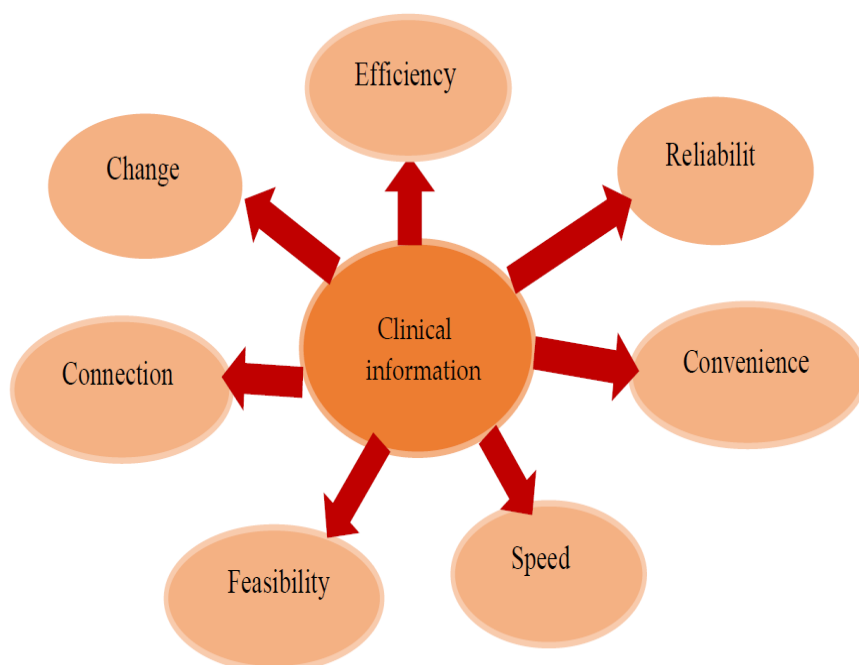 Efficiency
Change
Reliabilit
Clinical
information
Convenience
Connection
Speed
Feasibility